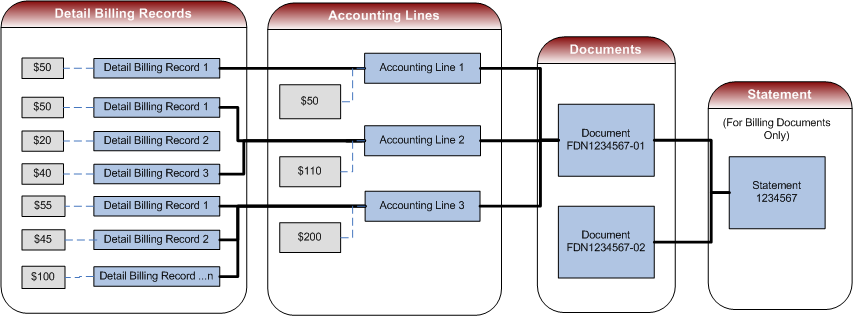 Detail Billing Records
$50 Detail Billing Record 1
$50 Detail Billing Record 1
$20 Detail Billing Record 2
$40 Detail Billing Record 3
$55 Detail Billing Record 1
$45 Detail Billing Record 2
$100 Detail Billing Record ...n
Accounting Lines
Accounting Line 1
$50
Accounting Line 2
$110
Accounting Line 3
$200
Documents
Document
FDN1234567-01
Document
FDN1234567-02
Statement
(For Billing Documents
Only)
Statement
1234567